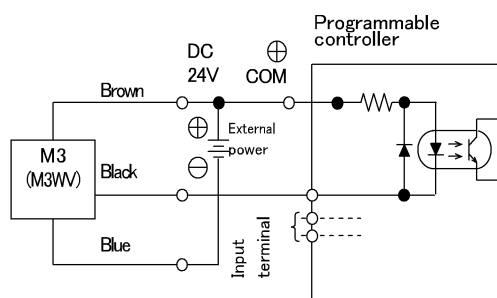 Programmable
controller
DC
24V
⊕
COM
Brown
⊕
External
power
⊖
M3
(M3WV)
Black
Blue
Input
terminal